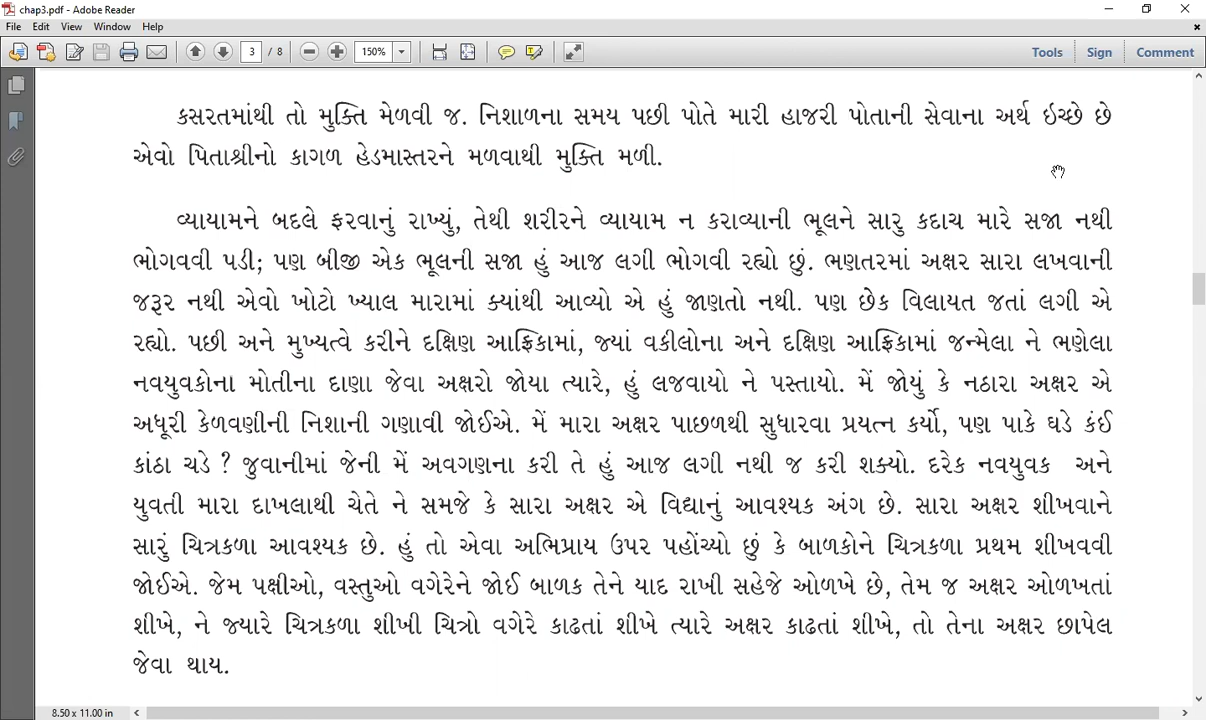 chap3.pdf - Adobe Reader
File Edit View Window Help
3 / 8 150% Tools Sign Comment
કસરતમાંથી તો મુક્તિ મેળવી જ. નિશાળના સમય પછી પોતે મારી હાજરી પોતાની સેવાના અર્થે ઇચ્છે છે
એવો પિતાશ્રીનો કાગળ હેડમાસ્તરને મળવાથી મુક્તિ મળી.
વ્યાયામને બદલે ફરવાનું રાખ્યું, તેથી શરીરને વ્યાયામ ન કરાવ્યાની ભૂલને સારુ કદાચ મારે સજા નથી
ભોગવવી પડી; પણ બીજી એક ભૂલની સજા હું આજ લગી ભોગવી રહ્યો છું. ભણતરમાં અક્ષર સારા લખવાની
જરૂર નથી એવો ખોટો ખ્યાલ મારામાં ક્યાંથી આવ્યો એ હું જાણતો નથી. પણ છેક વિલાયત જતાં લગી એ
રહ્યો. પછી અને મુખ્યત્વે કરીને દક્ષિણ આફ્રિકામાં, જ્યાં વકીલોના અને દક્ષિણ આફ્રિકામાં જન્મેલા ને ભણેલા
નવયુવકોના મોતીના દાણા જેવા અક્ષરો જોયા ત્યારે, હું લજવાયો ને પસ્તાયો. મેં જોયું કે નઠારા અક્ષર એ
અધૂરી કેળવણીની નિશાની ગણાવી જોઈએ. મેં મારા અક્ષર પાછળથી સુધારવા પ્રયત્ન કર્યો, પણ પાકે ઘડે કંઈ
કાંઠા ચડે ? જુવાનીમાં જેની મેં અવગણના કરી તે હું આજ લગી નથી જ કરી શક્યો. દરેક નવયુવક અને
યુવતી મારા દાખલાથી ચેતે ને સમજે કે સારા અક્ષર એ વિદ્યાનું આવશ્યક અંગ છે. સારા અક્ષર શીખવાને
સારું ચિત્રકળા આવશ્યક છે. હું તો એવા અભિપ્રાય ઉપર પહોંચ્યો છું કે બાળકોને ચિત્રકળા પ્રથમ શીખવવી
જોઈએ. જેમ પક્ષીઓ, વસ્તુઓ વગેરેને જોઈ બાળક તેને યાદ રાખી સહેજે ઓળખે છે, તેમ જ અક્ષર ઓળખતાં
શીખે, ને જ્યારે ચિત્રકળા શીખી ચિત્રો વગેરે કાઢતાં શીખે ત્યારે અક્ષર કાઢતાં શીખે, તો તેના અક્ષર છાપેલ
જેવા થાય.
8.50 x 11.00 in